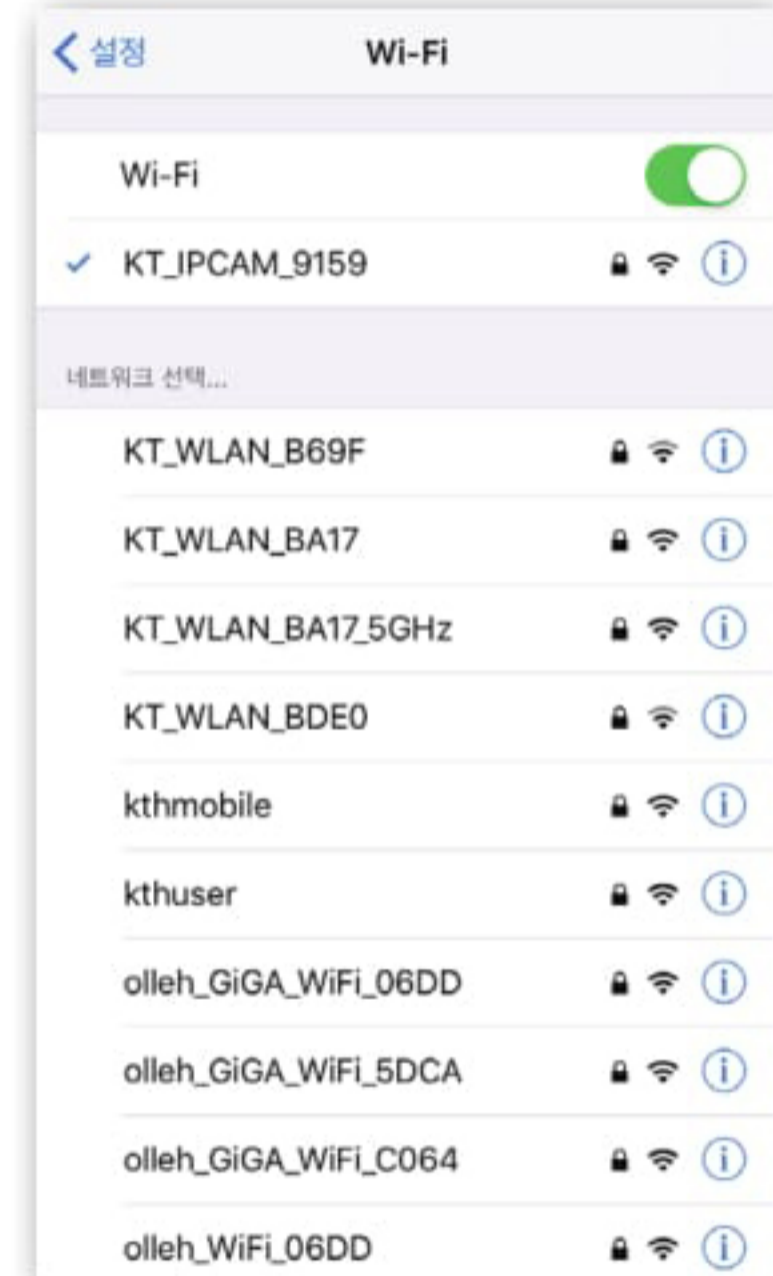 설정 Wi-Fi
Wi-Fi
KT_IPCAM_9159
네트워크 선택...
KT_WLAN_B69F
KT_WLAN_BA17
KT_WLAN_BA17_5GHz
KT_WLAN_BDE0
kthmobile
kthuser
olleh_GiGA_WiFi_06DD
olleh_GiGA_WiFi_5DCA
olleh_GiGA_WiFi_C064
olleh_WiFi_06DD